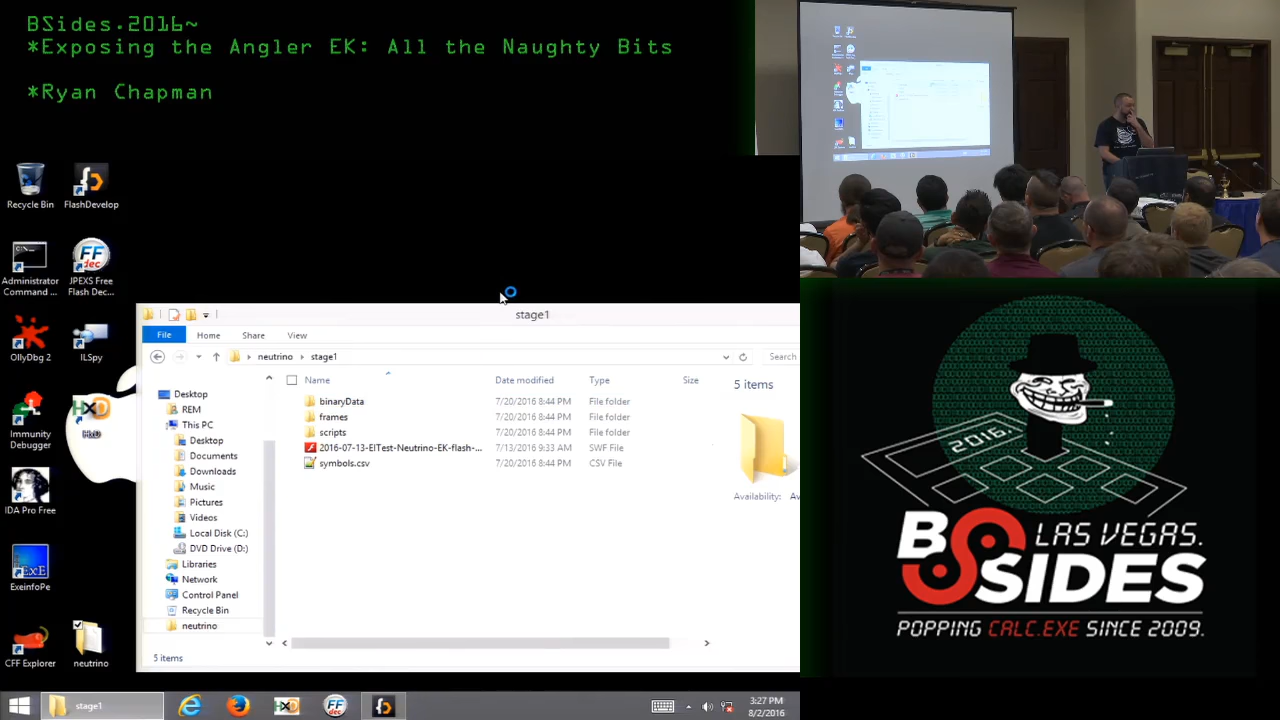 BSides.2016~
*Exposing the Angler EK: All the Naughty Bits
*Ryan Chapman
Recycle Bin
FlashDevelop
Administrator Command ...
JPEXS Free Flash Dec...
OllyDbg 2
ILSpy
Immunity Debugger
HxD
IDA Pro Free
ExeinfoPe
CFF Explorer
neutrino
stage1
File
Home
Share
View
neutrino
stage1
Search
Name
Date modified
Type
Size
binaryData
7/20/2016 8:44 PM
File folder
frames
7/20/2016 8:44 PM
File folder
scripts
7/20/2016 8:44 PM
File folder
2016-07-13-EITest-Neutrino-EK-flash-...
7/13/2016 9:33 AM
SWF File
symbols.csv
7/20/2016 8:44 PM
CSV File
Desktop
REM
This PC
Desktop
Documents
Downloads
Music
Pictures
Videos
Local Disk (C:)
DVD Drive (D:)
Libraries
Network
Control Panel
Recycle Bin
neutrino
5 items
Availability:
5 items
stage1
3:27 PM
8/2/2016
2016.
BSIDES
LAS VEGAS.
POPPING CALC.EXE SINCE 2009.